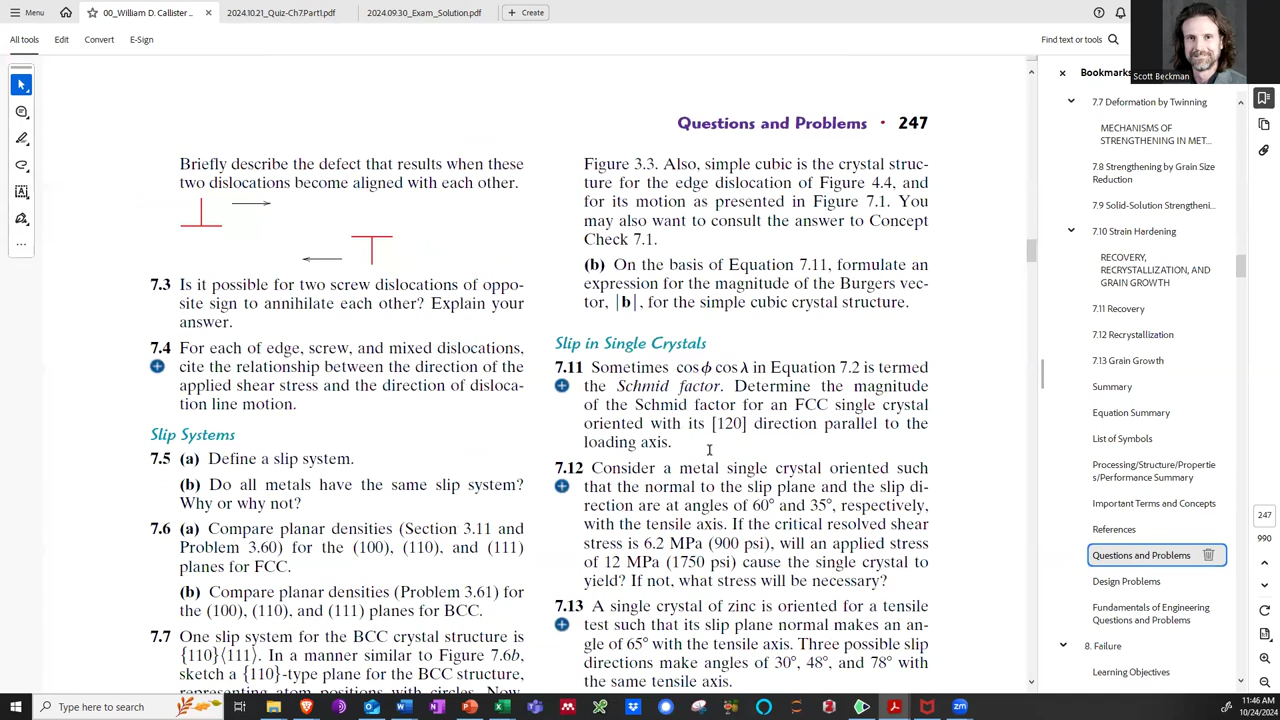 Menu
00_William D. Callister ...
2024.10.21_Quiz-Ch7.Part1.pdf
2024.09.30_Exam_Solution.pdf
+ Create
All tools
Edit
Convert
E-Sign
Find text or tools
Scott Beckman
Questions and Problems • 247
Briefly describe the defect that results when these
two dislocations become aligned with each other.
7.3 Is it possible for two screw dislocations of oppo-
site sign to annihilate each other? Explain your
answer.
7.4 For each of edge, screw, and mixed dislocations,
cite the relationship between the direction of the
applied shear stress and the direction of disloca-
tion line motion.
Slip Systems
7.5 (a) Define a slip system.
(b) Do all metals have the same slip system?
Why or why not?
7.6 (a) Compare planar densities (Section 3.11 and
Problem 3.60) for the (100), (110), and (111)
planes for FCC.
(b) Compare planar densities (Problem 3.61) for
the (100), (110), and (111) planes for BCC.
7.7 One slip system for the BCC crystal structure is
{110}⟨111⟩. In a manner similar to Figure 7.6b,
sketch a {110}-type plane for the BCC structure,
representing atom positions with circles. Now,
Figure 3.3. Also, simple cubic is the crystal struc-
ture for the edge dislocation of Figure 4.4, and
for its motion as presented in Figure 7.1. You
may also want to consult the answer to Concept
Check 7.1.
(b) On the basis of Equation 7.11, formulate an
expression for the magnitude of the Burgers vec-
tor, |b|, for the simple cubic crystal structure.
Slip in Single Crystals
7.11 Sometimes cos ϕ cos λ in Equation 7.2 is termed
the Schmid factor. Determine the magnitude
of the Schmid factor for an FCC single crystal
oriented with its [120] direction parallel to the
loading axis.
7.12 Consider a metal single crystal oriented such
that the normal to the slip plane and the slip di-
rection are at angles of 60° and 35°, respectively,
with the tensile axis. If the critical resolved shear
stress is 6.2 MPa (900 psi), will an applied stress
of 12 MPa (1750 psi) cause the single crystal to
yield? If not, what stress will be necessary?
7.13 A single crystal of zinc is oriented for a tensile
test such that its slip plane normal makes an an-
gle of 65° with the tensile axis. Three possible slip
directions make angles of 30°, 48°, and 78° with
the same tensile axis.
Bookmarks
7.7 Deformation by Twinning
MECHANISMS OF
STRENGTHENING IN MET...
7.8 Strengthening by Grain Size
Reduction
7.9 Solid-Solution Strengtheni...
7.10 Strain Hardening
RECOVERY,
RECRYSTALLIZATION, AND
GRAIN GROWTH
7.11 Recovery
7.12 Recrystallization
7.13 Grain Growth
Summary
Equation Summary
List of Symbols
Processing/Structure/Propertie
s/Performance Summary
Important Terms and Concepts
References
Questions and Problems
Design Problems
Fundamentals of Engineering
Questions and Problems
8. Failure
Learning Objectives
247
990
Type here to search
11:46 AM
10/24/2024